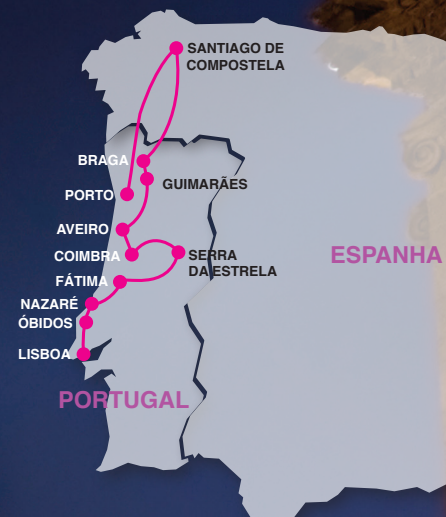 SANTIAGO DE
COMPOSTELA
BRAGA
GUIMARÃES
PORTO
AVEIRO
COIMBRA
SERRA
DA ESTRELA
ESPANHA
FÁTIMA
NAZARÉ
ÓBIDOS
LISBOA
PORTUGAL